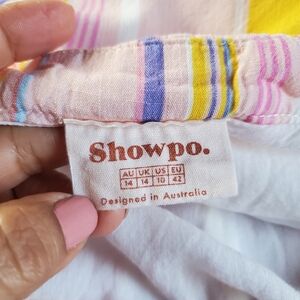 Showpo.
AU UK US EU
14 14 10 42
Designed in Australia